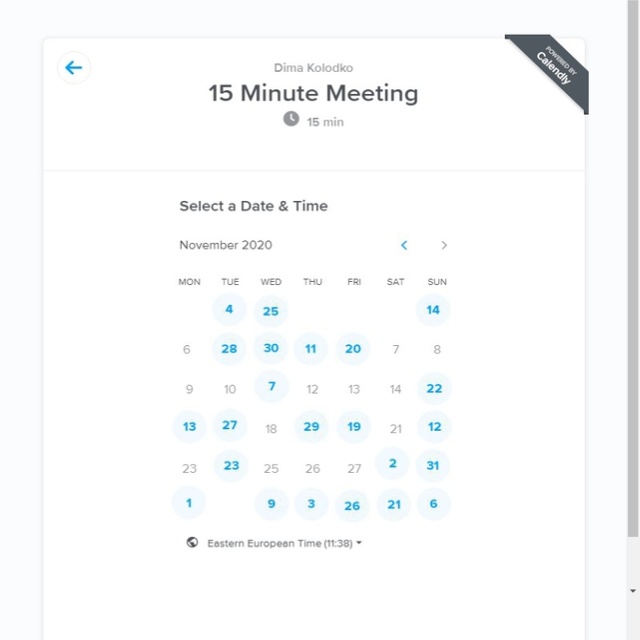 POWERED BY
Calendly
Dima Kolodko
15 Minute Meeting
15 min
Select a Date & Time
November 2020
MON TUE WED THU FRI SAT SUN
4 25 14
6 28 30 11 20 7 8
9 10 7 12 13 14 22
13 27 18 29 19 21 12
23 23 25 26 27 2 31
1 9 3 26 21 6
Eastern European Time (11:38)